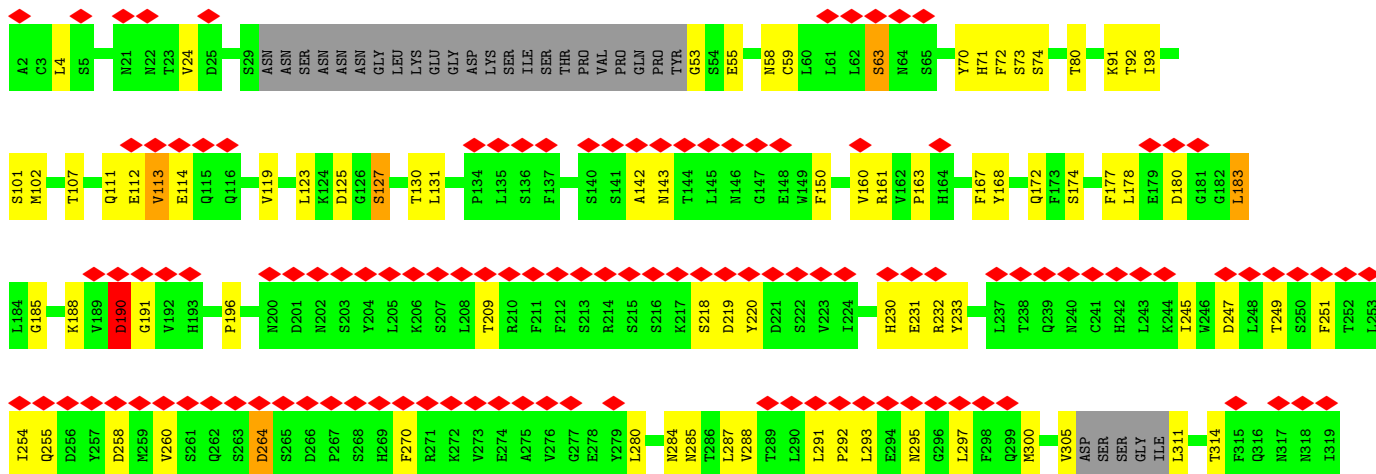 A2 C3 L4 S5 N21 N22 T23 V24 D25 S29 ASN ASN SER ASN ASN ASN GLY LEU LYS GLU GLY ASP LYS SER ILE SER THR PRO VAL PRO GLN PRO TYR G53 S54 E55 N58 C59 L60 L61 L62 S63 N64 S65 Y70 H71 F72 S73 S74 T80 K91 T92 I93
S101 M102 T107 Q111 E112 V113 E114 Q115 Q116 V119 L123 K124 D125 G126 S127 T130 L131 P134 L135 S136 F137 S140 S141 A142 N143 T144 L145 N146 G147 E148 W149 F150 V160 R161 V162 P163 H164 F167 Y168 Q172 F173 S174 F177 L178 E179 D180 G181 G182 L183
L184 G185 K188 V189 D190 G191 V192 H193 P196 N200 D201 N202 S203 Y204 L205 K206 S207 L208 T209 R210 F211 F212 S213 R214 S215 S216 K217 S218 D219 Y220 D221 S222 V223 I224 H230 E231 R232 Y233 L237 T238 Q239 N240 C241 H242 L243 K244 I245 W246 D247 L248 T249 S250 F251 T252 L253
I254 Q255 D256 Y257 D258 M259 V260 S261 Q262 S263 D264 S265 D266 P267 S268 H269 F270 R271 K272 V273 E274 A275 V276 G277 E278 Y279 L280 N284 N285 T286 L287 V288 T289 L290 L291 P292 L293 E294 N295 G296 L297 F298 Q299 M300 V305 ASP SER SER GLY ILE L311 T314 F315 Q316 N317 N318 I319